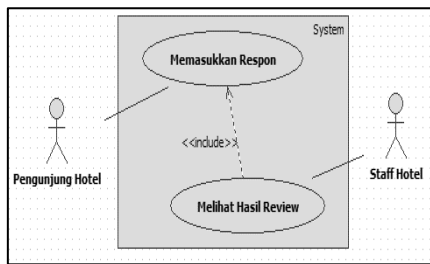 System
Memasukkan Respon
<<include>>
Pengunjung Hotel
Staff Hotel
Melihat Hasil Review